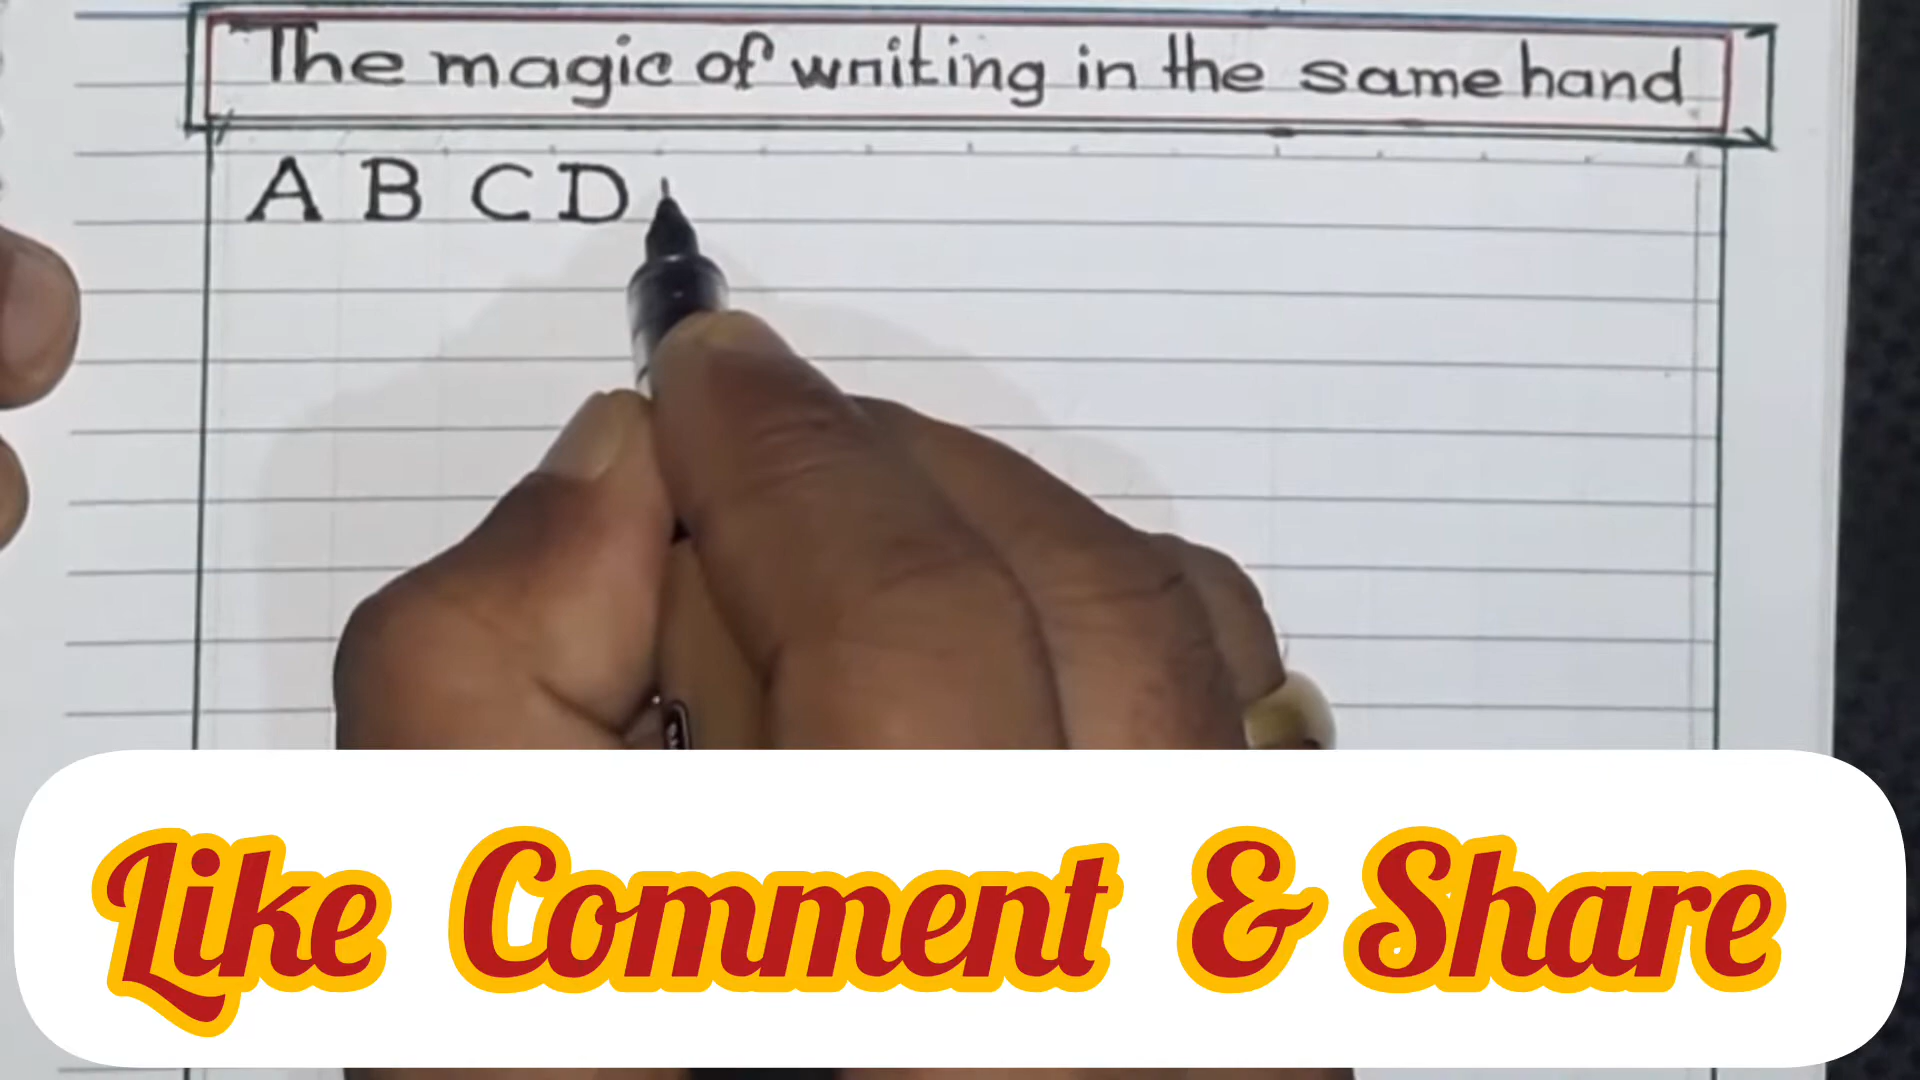 The magic of writing in the same hand
A B C D
Like Comment & Share